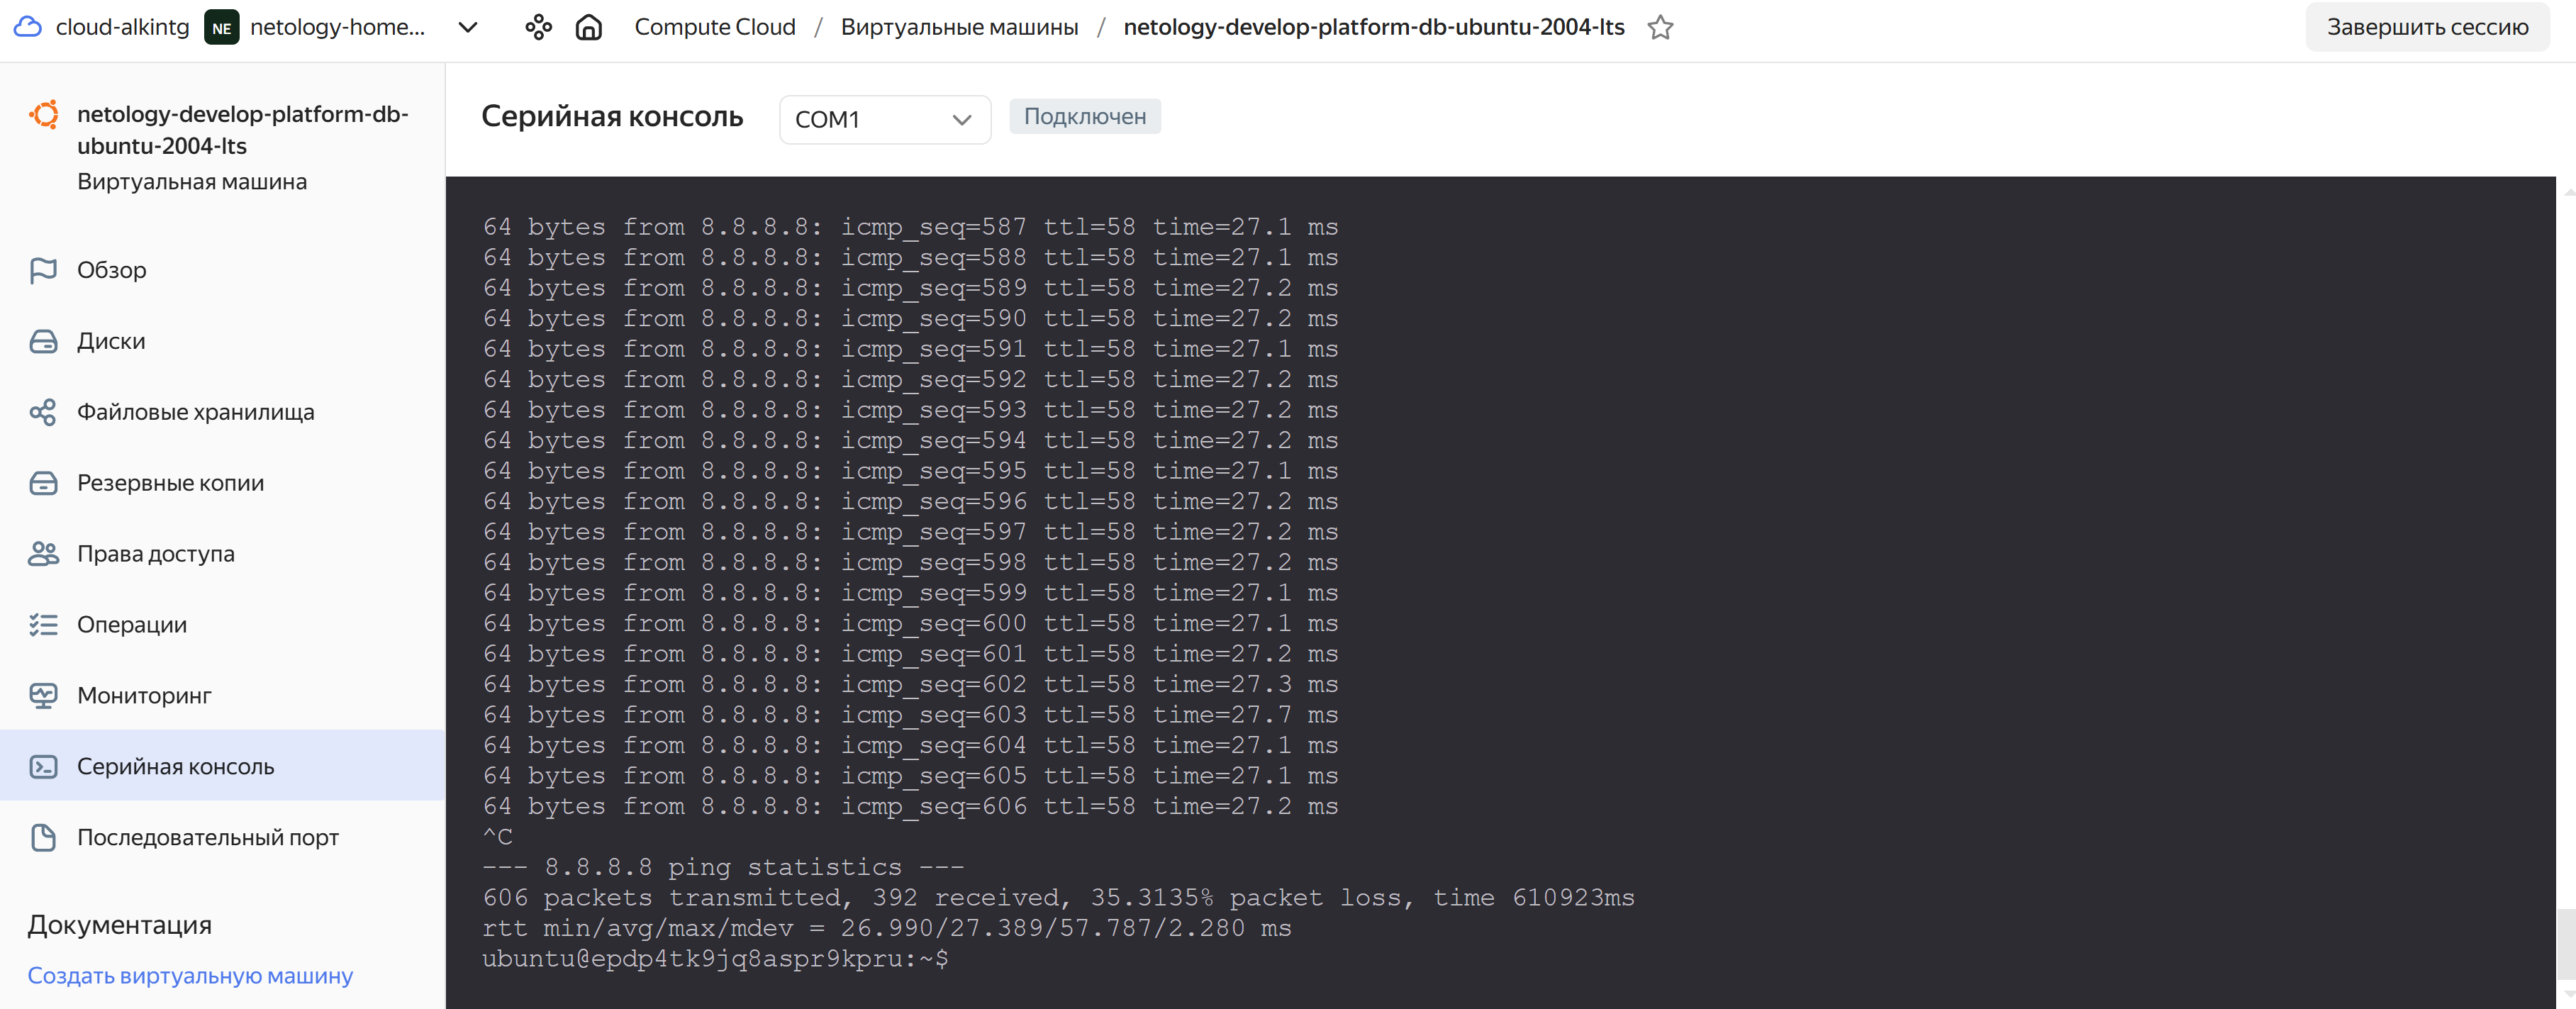 cloud-alkintg NE netology-home... Compute Cloud / Виртуальные машины / netology-develop-platform-db-ubuntu-2004-lts Завершить сессию
netology-develop-platform-db-
ubuntu-2004-lts
Виртуальная машина
Обзор
Диски
Файловые хранилища
Резервные копии
Права доступа
Операции
Мониторинг
Серийная консоль
Последовательный порт
Документация
Создать виртуальную машину
Серийная консоль COM1 Подключен
64 bytes from 8.8.8.8: icmp_seq=587 ttl=58 time=27.1 ms
64 bytes from 8.8.8.8: icmp_seq=588 ttl=58 time=27.1 ms
64 bytes from 8.8.8.8: icmp_seq=589 ttl=58 time=27.2 ms
64 bytes from 8.8.8.8: icmp_seq=590 ttl=58 time=27.2 ms
64 bytes from 8.8.8.8: icmp_seq=591 ttl=58 time=27.1 ms
64 bytes from 8.8.8.8: icmp_seq=592 ttl=58 time=27.2 ms
64 bytes from 8.8.8.8: icmp_seq=593 ttl=58 time=27.2 ms
64 bytes from 8.8.8.8: icmp_seq=594 ttl=58 time=27.2 ms
64 bytes from 8.8.8.8: icmp_seq=595 ttl=58 time=27.1 ms
64 bytes from 8.8.8.8: icmp_seq=596 ttl=58 time=27.2 ms
64 bytes from 8.8.8.8: icmp_seq=597 ttl=58 time=27.2 ms
64 bytes from 8.8.8.8: icmp_seq=598 ttl=58 time=27.2 ms
64 bytes from 8.8.8.8: icmp_seq=599 ttl=58 time=27.1 ms
64 bytes from 8.8.8.8: icmp_seq=600 ttl=58 time=27.1 ms
64 bytes from 8.8.8.8: icmp_seq=601 ttl=58 time=27.2 ms
64 bytes from 8.8.8.8: icmp_seq=602 ttl=58 time=27.3 ms
64 bytes from 8.8.8.8: icmp_seq=603 ttl=58 time=27.7 ms
64 bytes from 8.8.8.8: icmp_seq=604 ttl=58 time=27.1 ms
64 bytes from 8.8.8.8: icmp_seq=605 ttl=58 time=27.1 ms
64 bytes from 8.8.8.8: icmp_seq=606 ttl=58 time=27.2 ms
^C
--- 8.8.8.8 ping statistics ---
606 packets transmitted, 392 received, 35.3135% packet loss, time 610923ms
rtt min/avg/max/mdev = 26.990/27.389/57.787/2.280 ms
ubuntu@epdp4tk9jq8aspr9kpru:~$